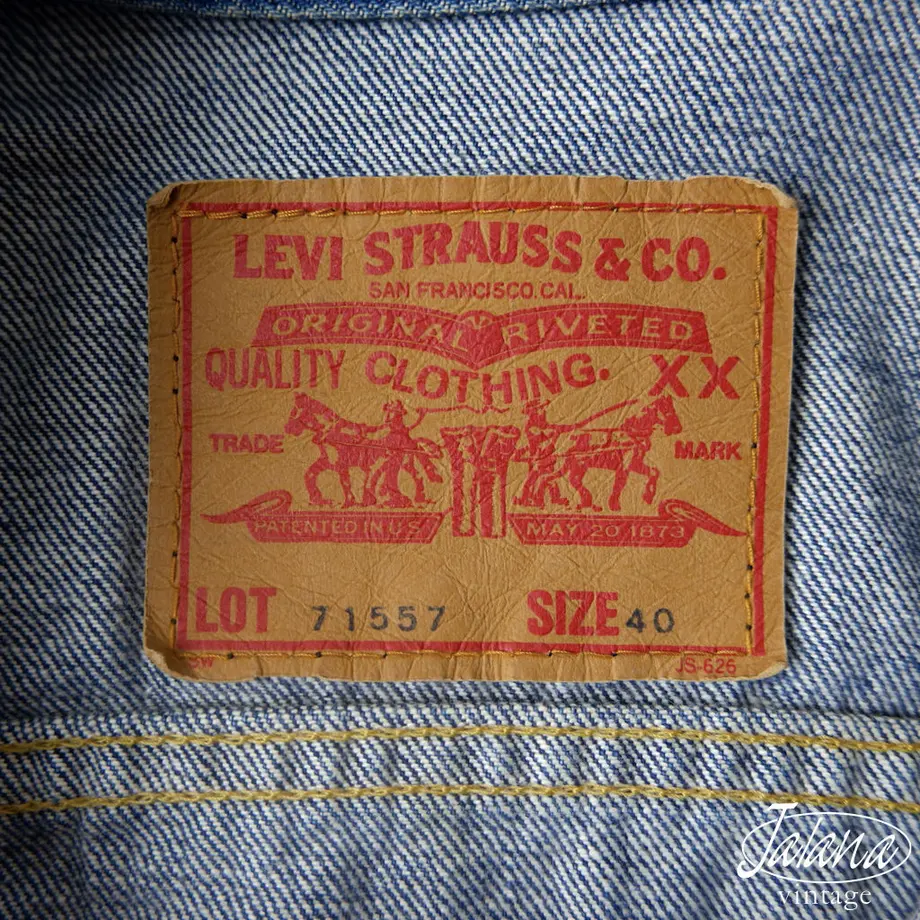 LEVI STRAUSS & CO.
SAN FRANCISCO. CAL.
ORIGINAL RIVETED
QUALITY CLOTHING. XX
TRADE MARK
PATENTED IN U.S. MAY 20 1873
LOT 71557 SIZE 40
SW JS-626
Jalana
vintage